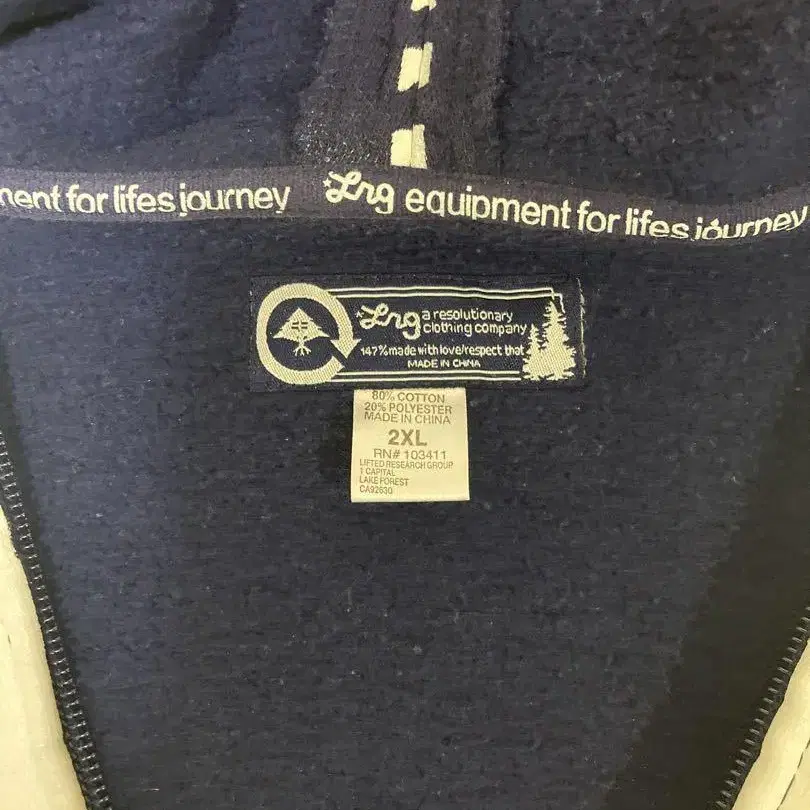 ment for lifes journey Lrg equipment for lifes journey
Lrg a resolutionary
clothing company
147% made with love/respect that
MADE IN CHINA
80% COTTON
20% POLYESTER
MADE IN CHINA
2XL
RN# 103411
LIFTED RESEARCH GROUP
1 CAPITAL
LAKE FOREST
CA92630